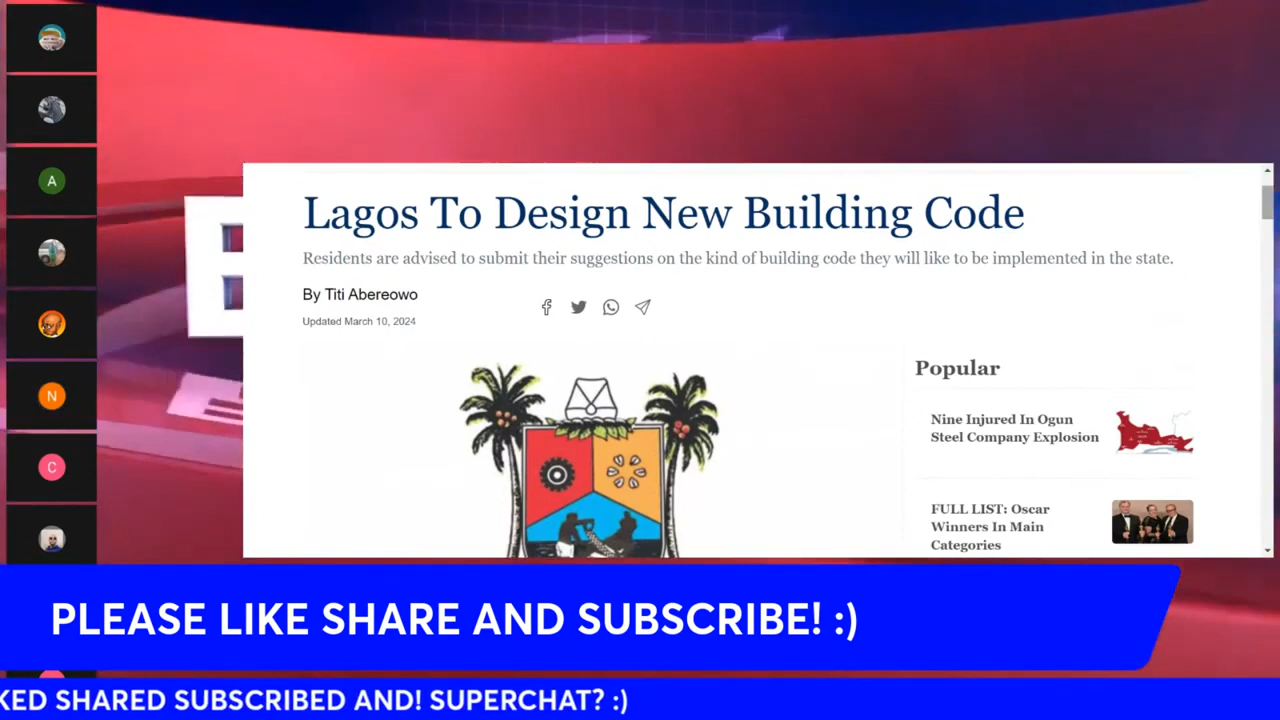 A
N
C
Lagos To Design New Building Code
Residents are advised to submit their suggestions on the kind of building code they will like to be implemented in the state.
By Titi Abereowo
Updated March 10, 2024
Popular
Nine Injured In Ogun
Steel Company Explosion
FULL LIST: Oscar
Winners In Main
Categories
PLEASE LIKE SHARE AND SUBSCRIBE! :)
KED SHARED SUBSCRIBED AND! SUPERCHAT? :)